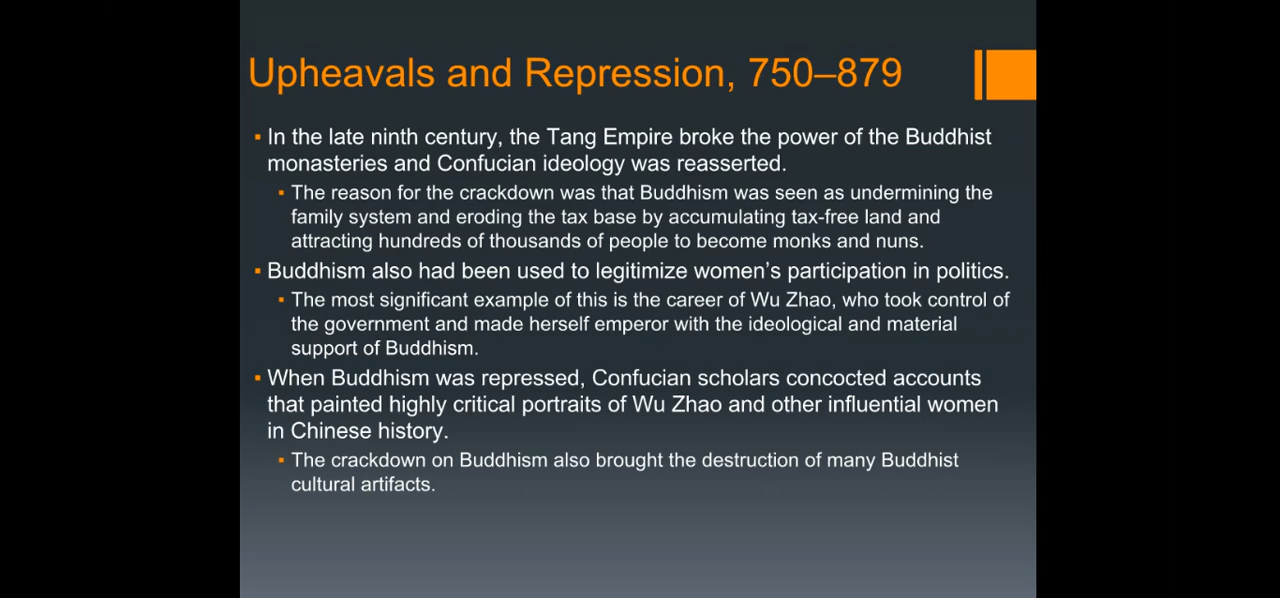 Upheavals and Repression, 750–879
▪ In the late ninth century, the Tang Empire broke the power of the Buddhist
monasteries and Confucian ideology was reasserted.
▪ The reason for the crackdown was that Buddhism was seen as undermining the
family system and eroding the tax base by accumulating tax-free land and
attracting hundreds of thousands of people to become monks and nuns.
▪ Buddhism also had been used to legitimize women’s participation in politics.
▪ The most significant example of this is the career of Wu Zhao, who took control of
the government and made herself emperor with the ideological and material
support of Buddhism.
▪ When Buddhism was repressed, Confucian scholars concocted accounts
that painted highly critical portraits of Wu Zhao and other influential women
in Chinese history.
▪ The crackdown on Buddhism also brought the destruction of many Buddhist
cultural artifacts.